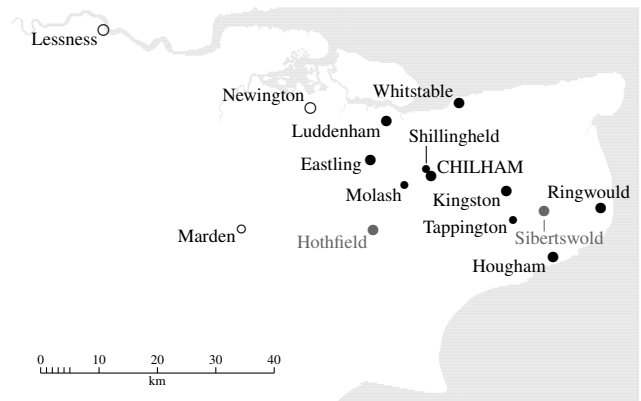 Lessness
Newington
Whitstable
Luddenham
Shillingheld
Eastling
CHILHAM
Molash
Kingston
Ringwould
Marden
Hothfield
Tappington
Sibertswold
Hougham
0 10 20 30 40
km